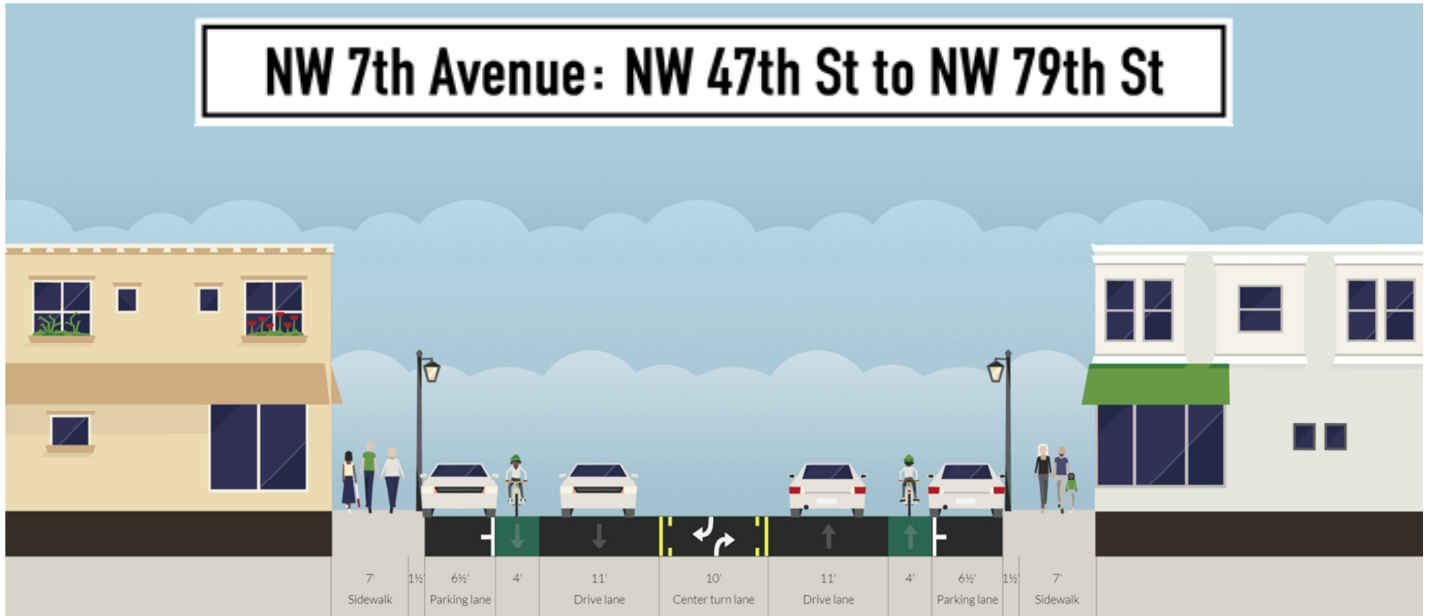 NW 7th Avenue: NW 47th St to NW 79th St
7' 1½' 6½' 4' 11' 10' 11' 4' 6½' 1½' 7'
Sidewalk Parking lane Drive lane Center turn lane Drive lane Parking lane Sidewalk